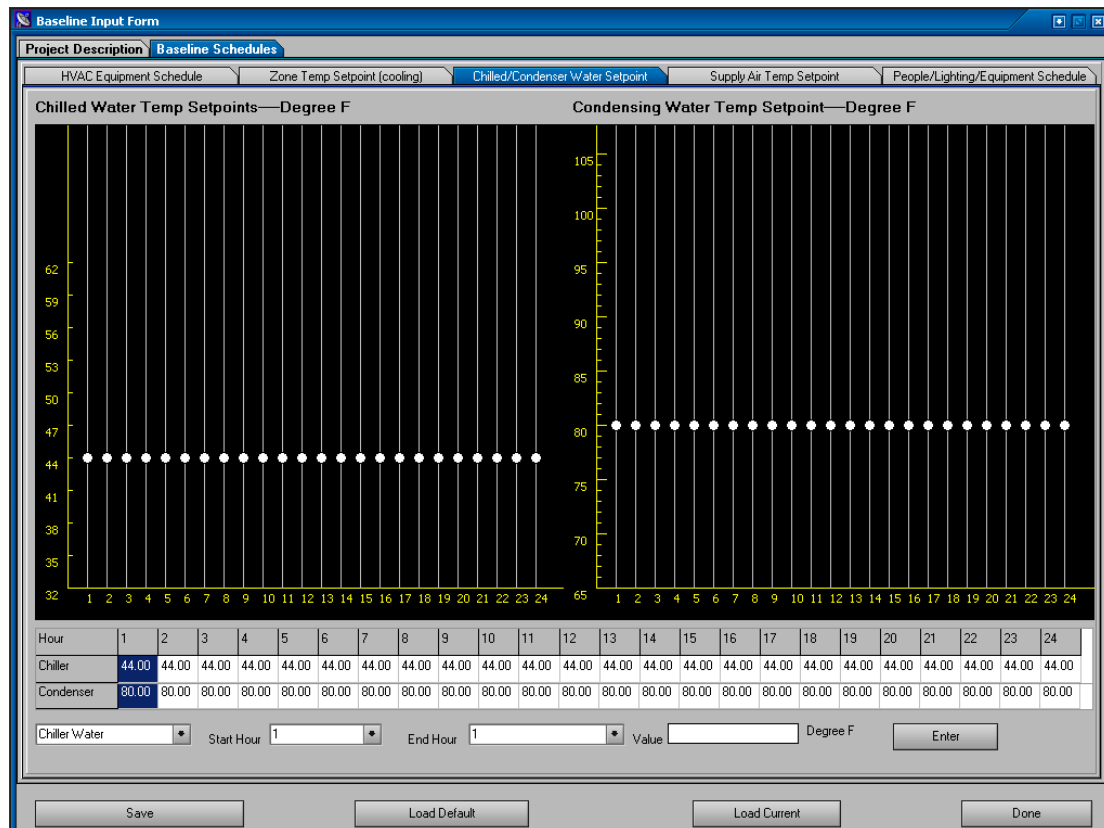 Baseline Input Form
Project Description Baseline Schedules
HVAC Equipment Schedule Zone Temp Setpoint (cooling) Chilled/Condenser Water Setpoint Supply Air Temp Setpoint People/Lighting/Equipment Schedule
Chilled Water Temp Setpoints----Degree F
62
59
56
53
50
47
44
41
38
35
32
1 2 3 4 5 6 7 8 9 10 11 12 13 14 15 16 17 18 19 20 21 22 23 24
Condensing Water Temp Setpoint----Degree F
105
100
95
90
85
80
75
70
65
1 2 3 4 5 6 7 8 9 10 11 12 13 14 15 16 17 18 19 20 21 22 23 24
Hour 1 2 3 4 5 6 7 8 9 10 11 12 13 14 15 16 17 18 19 20 21 22 23 24
Chiller 44.00 44.00 44.00 44.00 44.00 44.00 44.00 44.00 44.00 44.00 44.00 44.00 44.00 44.00 44.00 44.00 44.00 44.00 44.00 44.00 44.00 44.00 44.00 44.00
Condenser 80.00 80.00 80.00 80.00 80.00 80.00 80.00 80.00 80.00 80.00 80.00 80.00 80.00 80.00 80.00 80.00 80.00 80.00 80.00 80.00 80.00 80.00 80.00 80.00
Chiller Water Start Hour 1 End Hour 1 Value Degree F Enter
Save Load Default Load Current Done